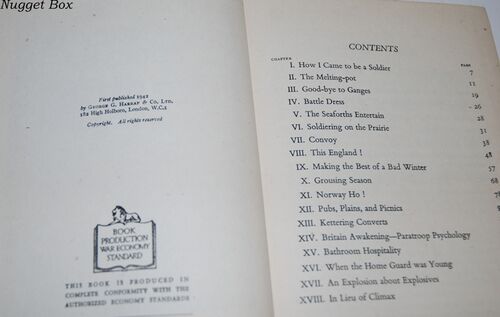 Nugget Box
First published 1942
by GEORGE G. HARRAP & CO. LTD.
182 High Holborn, London, W.C.1
Copyright. All rights reserved
BOOK
PRODUCTION
WAR ECONOMY
STANDARD
THIS BOOK IS PRODUCED IN
COMPLETE CONFORMITY WITH THE
AUTHORIZED ECONOMY STANDARDS
CONTENTS
CHAPTER PAGE
I. How I Came to be a Soldier 7
II. The Melting-pot 12
III. Good-bye to Ganges 19
IV. Battle Dress 26
V. The Seaforths Entertain 28
VI. Soldiering on the Prairie 31
VII. Convoy 38
VIII. This England ! 48
IX. Making the Best of a Bad Winter 57
X. Grousing Season 68
XI. Norway Ho ! 78
XII. Pubs, Plains, and Picnics
XIII. Kettering Converts
XIV. Britain Awakening—Paratroop Psychology
XV. Bathroom Hospitality
XVI. When the Home Guard was Young
XVII. An Explosion about Explosives
XVIII. In Lieu of Climax